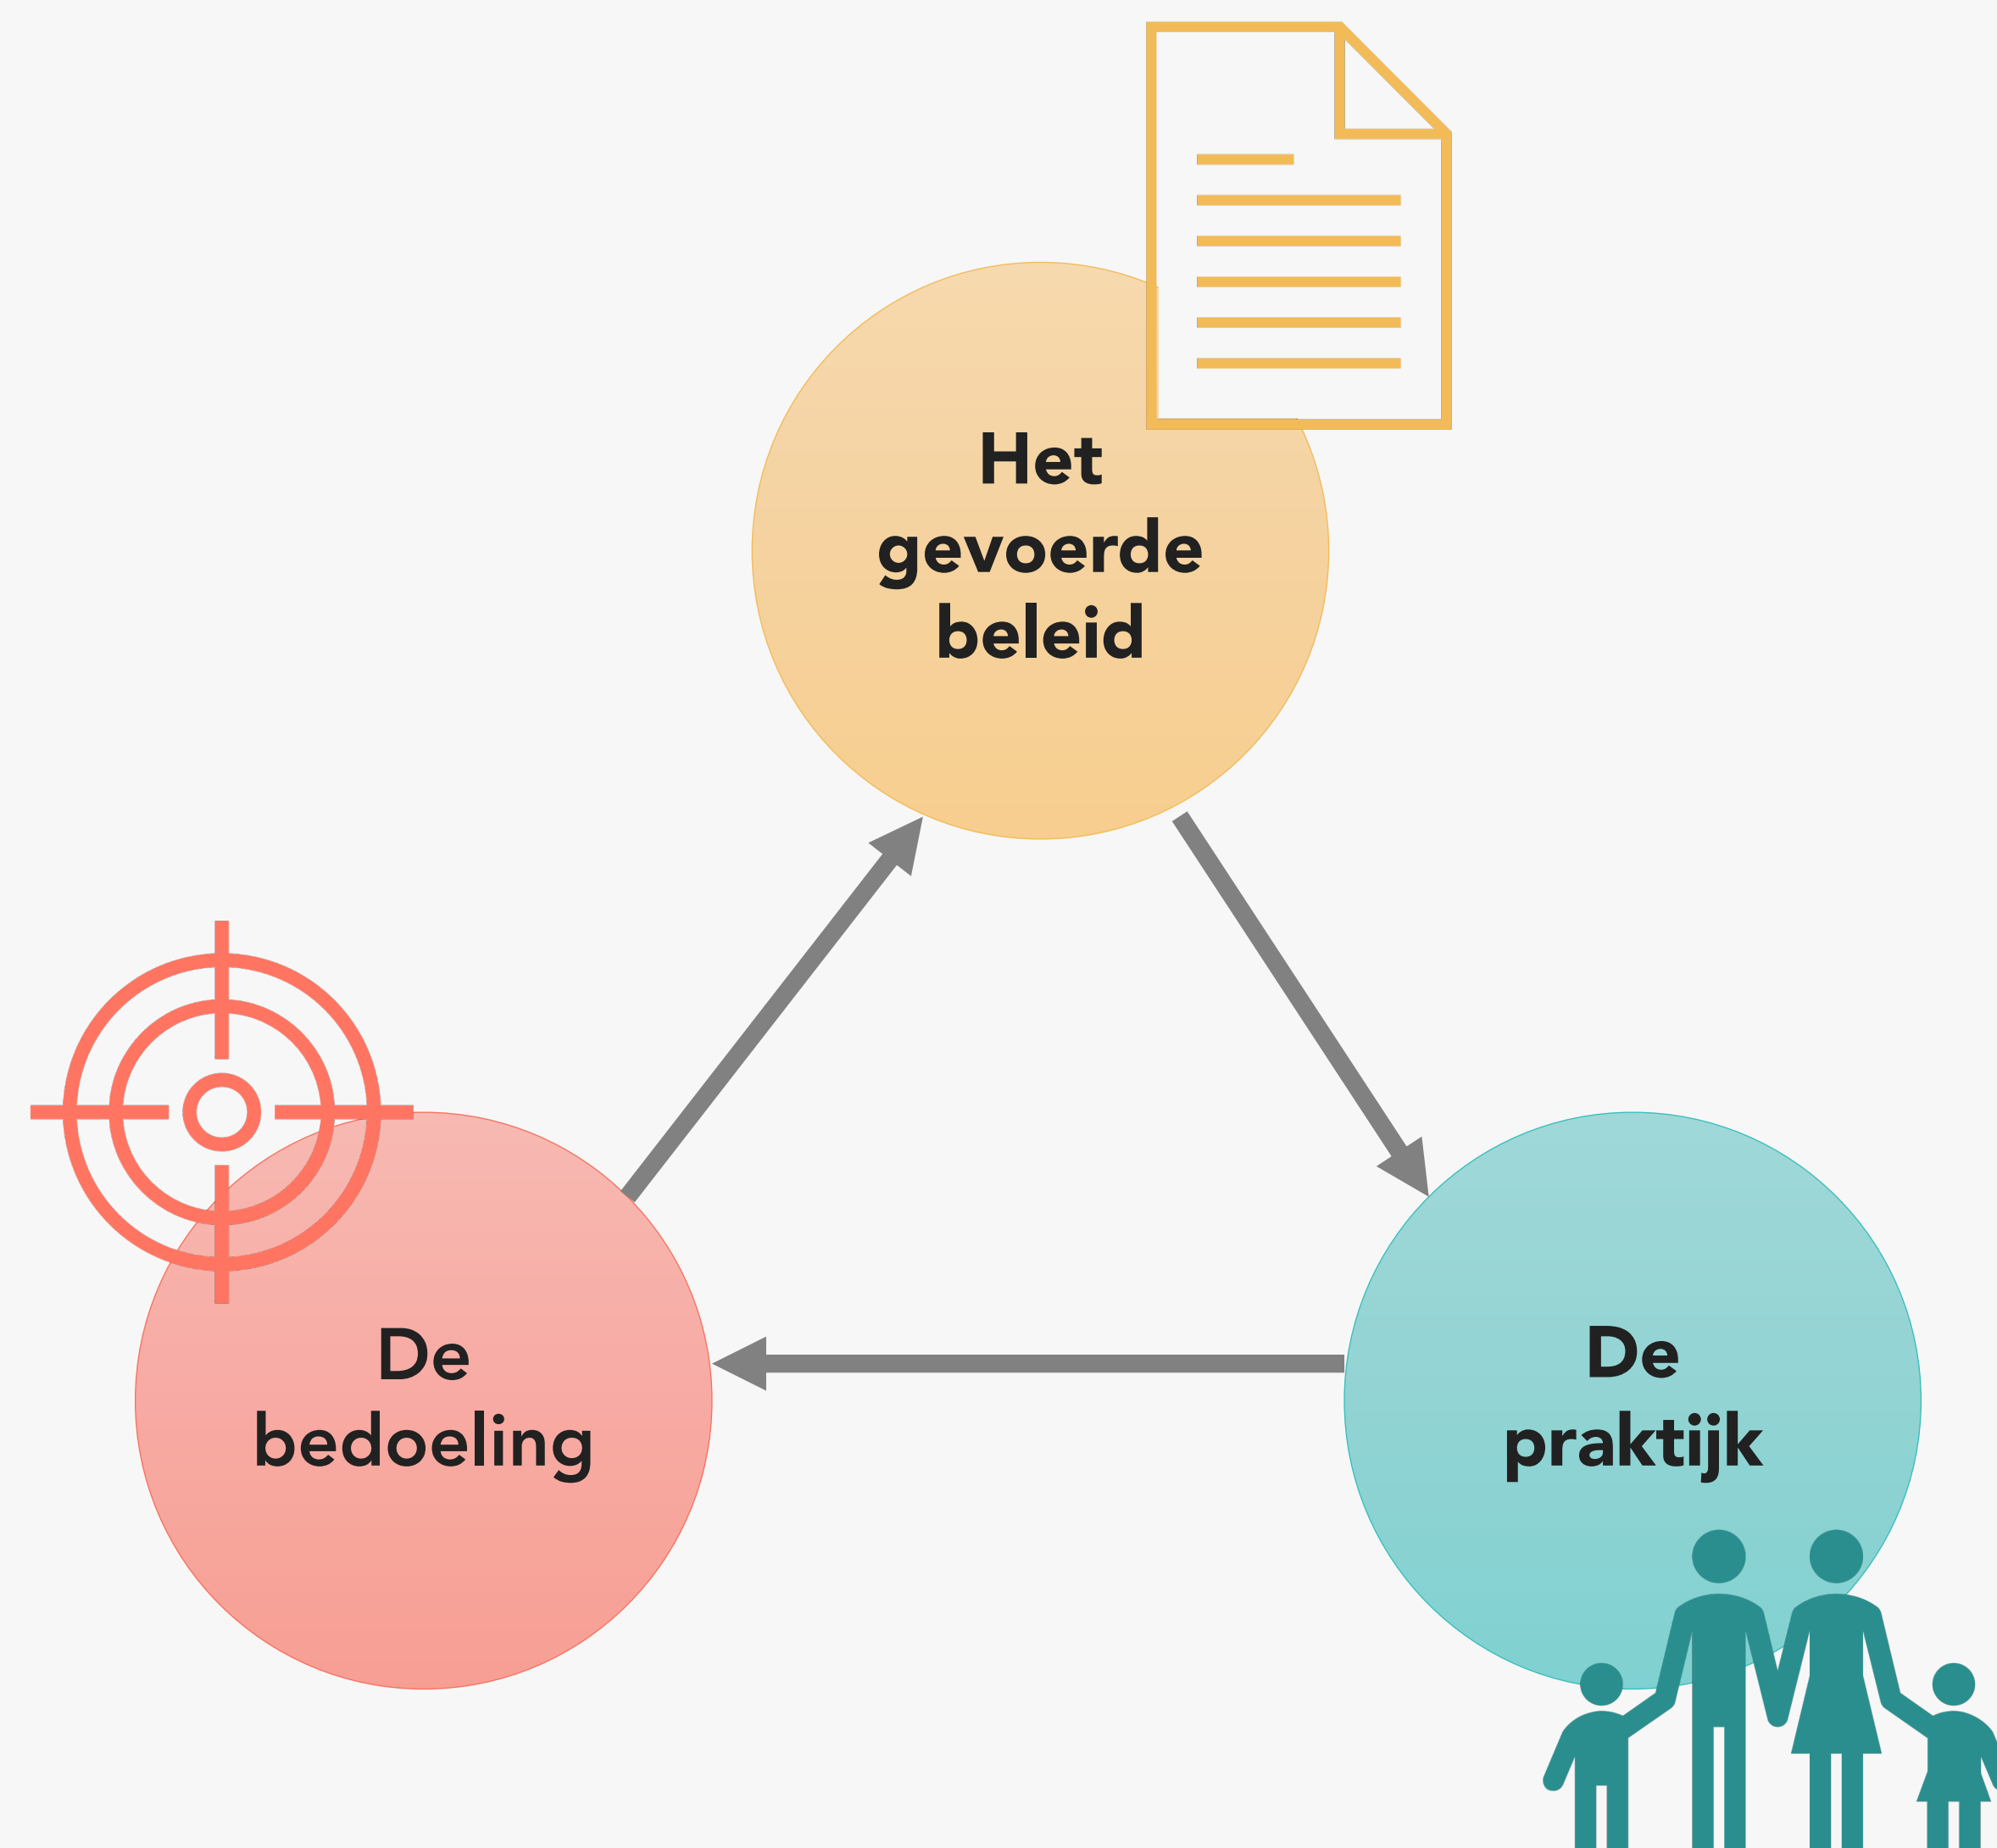 Het
gevoerde
beleid
De
bedoeling
De
praktijk